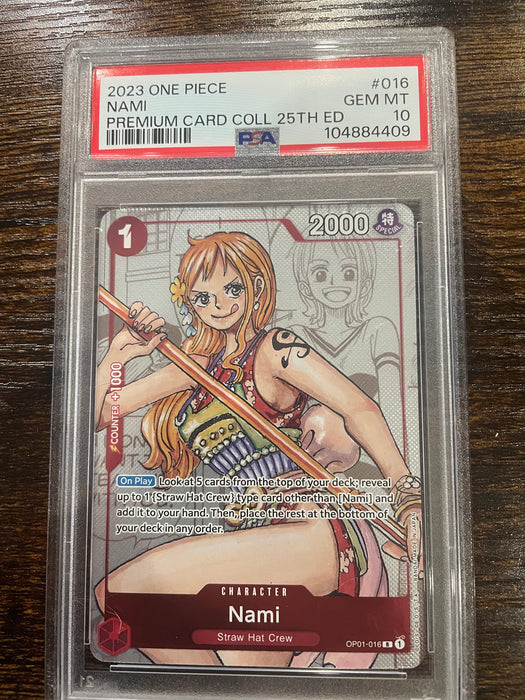 2023 ONE PIECE #016
NAMI GEM MT
PREMIUM CARD COLL 25TH ED 10
PSA 104884409
1 2000 特
SPECIAL
⚡COUNTER +1000
On Play Look at 5 cards from the top of your deck; reveal
up to 1 {Straw Hat Crew} type card other than [Nami] and
add it to your hand. Then, place the rest at the bottom of
your deck in any order.
CHARACTER
Nami
Straw Hat Crew
OP01-016 R 1